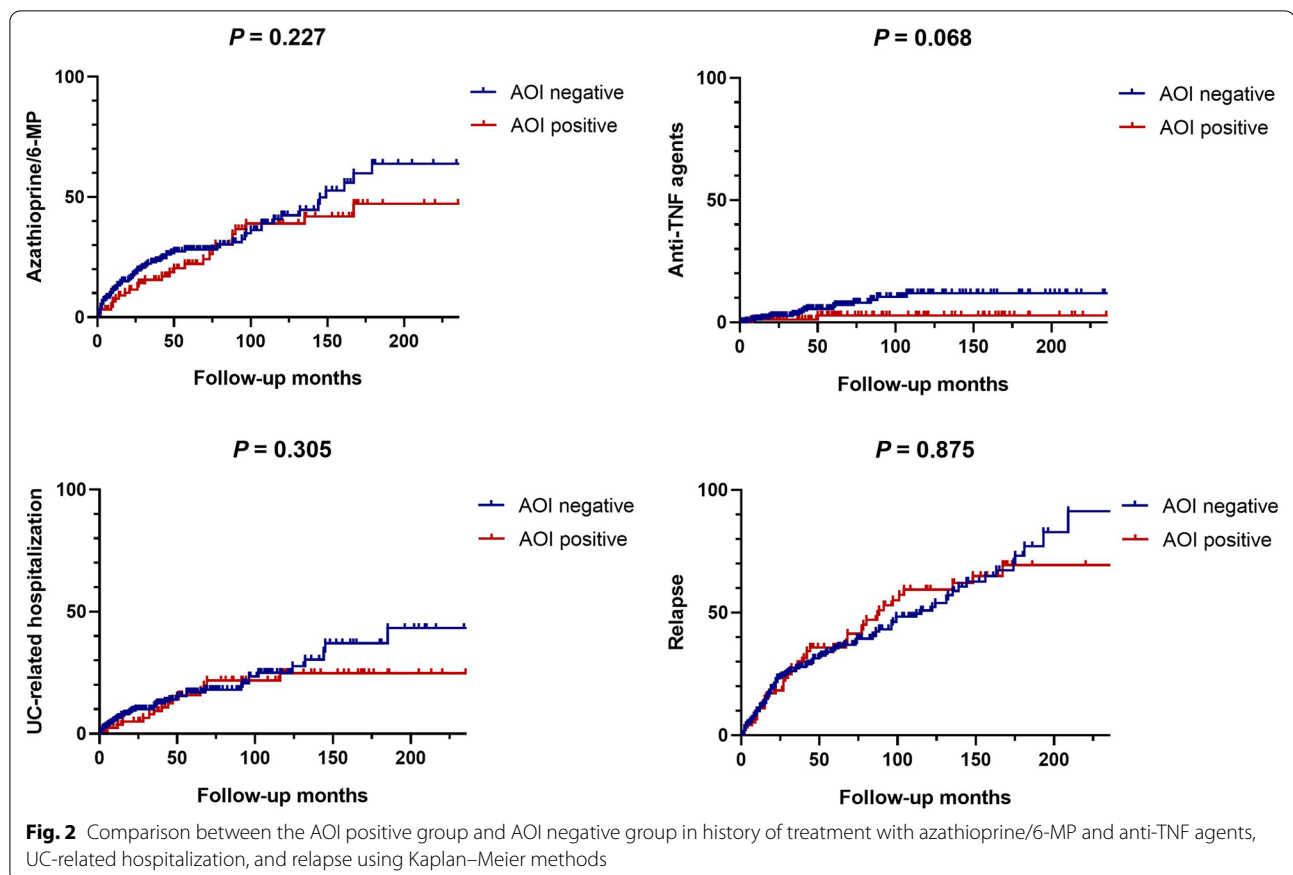 P = 0.227
Azathioprine/6-MP
100
50
0
0 50 100 150 200
Follow-up months
AOI negative
AOI positive
P = 0.068
Anti-TNF agents
100
50
0
0 50 100 150 200
Follow-up months
AOI negative
AOI positive
P = 0.305
UC-related hospitalization
100
50
0
0 50 100 150 200
Follow-up months
AOI negative
AOI positive
P = 0.875
Relapse
100
50
0
0 50 100 150 200
Follow-up months
AOI negative
AOI positive
Fig. 2 Comparison between the AOI positive group and AOI negative group in history of treatment with azathioprine/6-MP and anti-TNF agents,
UC-related hospitalization, and relapse using Kaplan–Meier methods